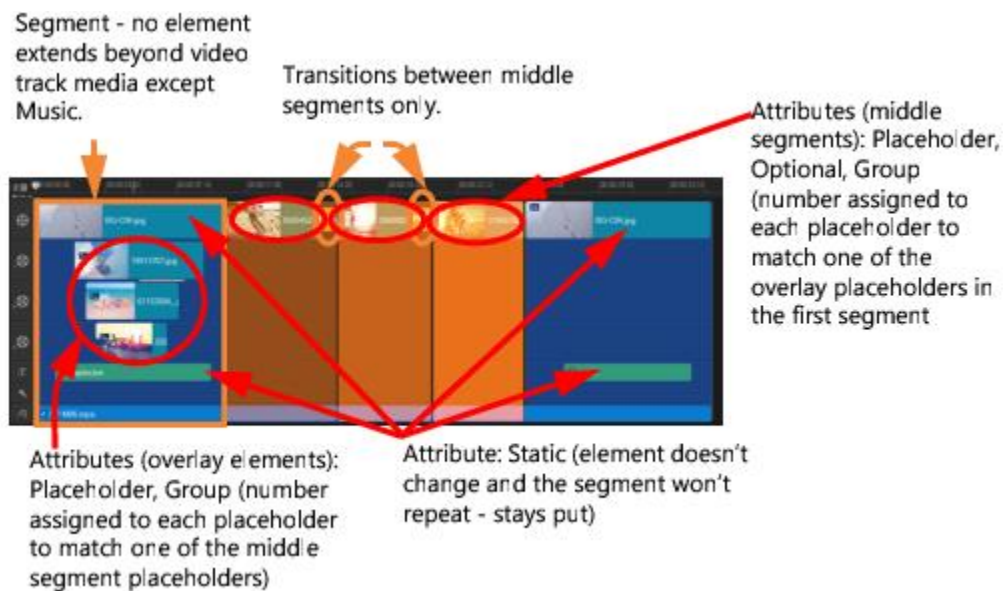 Segment - no element
extends beyond video
track media except
Music.
Transitions between middle
segments only.
Attributes (middle
segments): Placeholder,
Optional, Group
(number assigned to
each placeholder to
match one of the
overlay placeholders in
the first segment
Attributes (overlay elements):
Placeholder, Group (number
assigned to each placeholder
to match one of the middle
segment placeholders)
Attribute: Static (element doesn't
change and the segment won't
repeat - stays put)